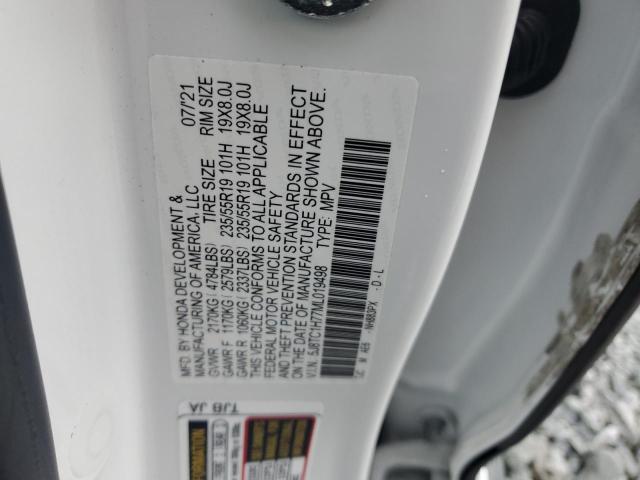 MFD. BY HONDA DEVELOPMENT &
MANUFACTURING OF AMERICA, LLC 07/'21
GVWR 2170KG (4784LBS) TIRE SIZE RIM SIZE
GAWR F 1170KG (2579LBS) 235/55R19 101H 19X8.0J
GAWR R 1060KG (2337LBS) 235/55R19 101H 19X8.0J
THIS VEHICLE CONFORMS TO ALL APPLICABLE
FEDERAL MOTOR VEHICLE SAFETY
AND THEFT PREVENTION STANDARDS IN EFFECT
ON DATE OF MANUFACTURE SHOWN ABOVE.
V.I.N: 5J8TC1H77ML019498 TYPE: MPV
NH883PX -D-L
TJB JA